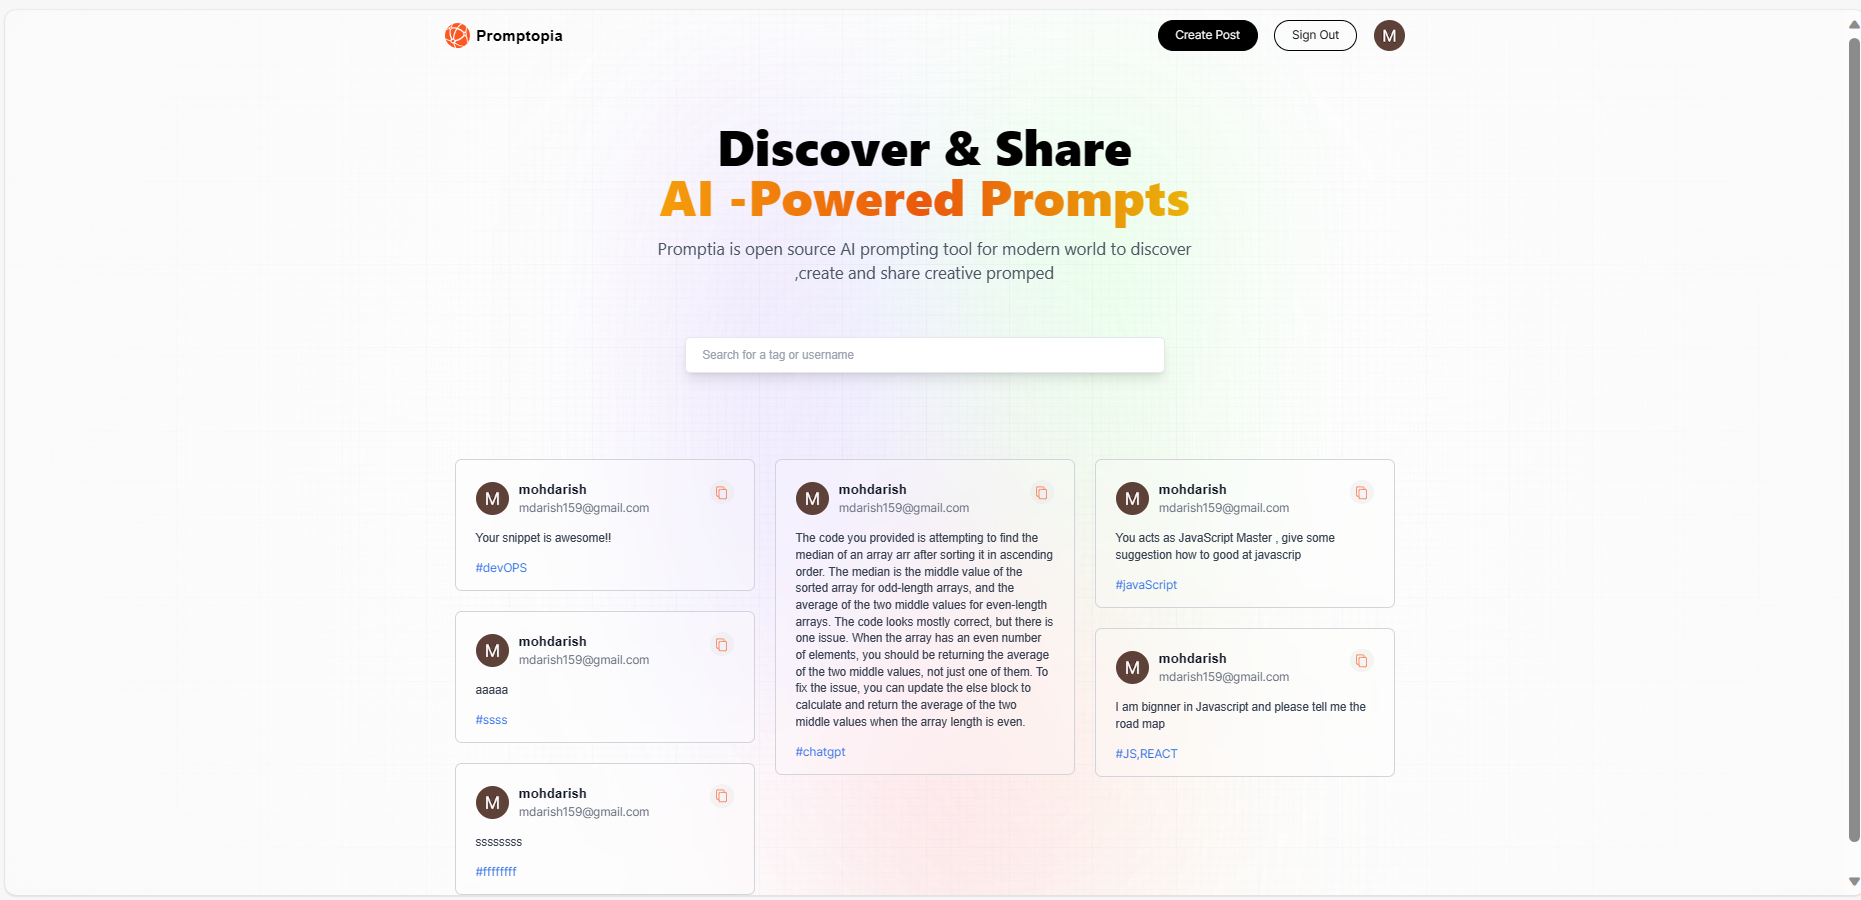 Promptopia
Create Post
Sign Out
M
Discover & Share
AI -Powered Prompts
Promptia is open source AI prompting tool for modern world to discover
,create and share creative promped
Search for a tag or username
M
mohdarish
mdarish159@gmail.com
Your snippet is awesome!!
#devOPS
M
mohdarish
mdarish159@gmail.com
aaaaa
#ssss
M
mohdarish
mdarish159@gmail.com
ssssssss
#ffffffff
M
mohdarish
mdarish159@gmail.com
The code you provided is attempting to find the
median of an array arr after sorting it in ascending
order. The median is the middle value of the
sorted array for odd-length arrays, and the
average of the two middle values for even-length
arrays. The code looks mostly correct, but there is
one issue. When the array has an even number
of elements, you should be returning the average
of the two middle values, not just one of them. To
fix the issue, you can update the else block to
calculate and return the average of the two
middle values when the array length is even.
#chatgpt
M
mohdarish
mdarish159@gmail.com
You acts as JavaScript Master , give some
suggestion how to good at javascrip
#javaScript
M
mohdarish
mdarish159@gmail.com
I am bignner in Javascript and please tell me the
road map
#JS,REACT